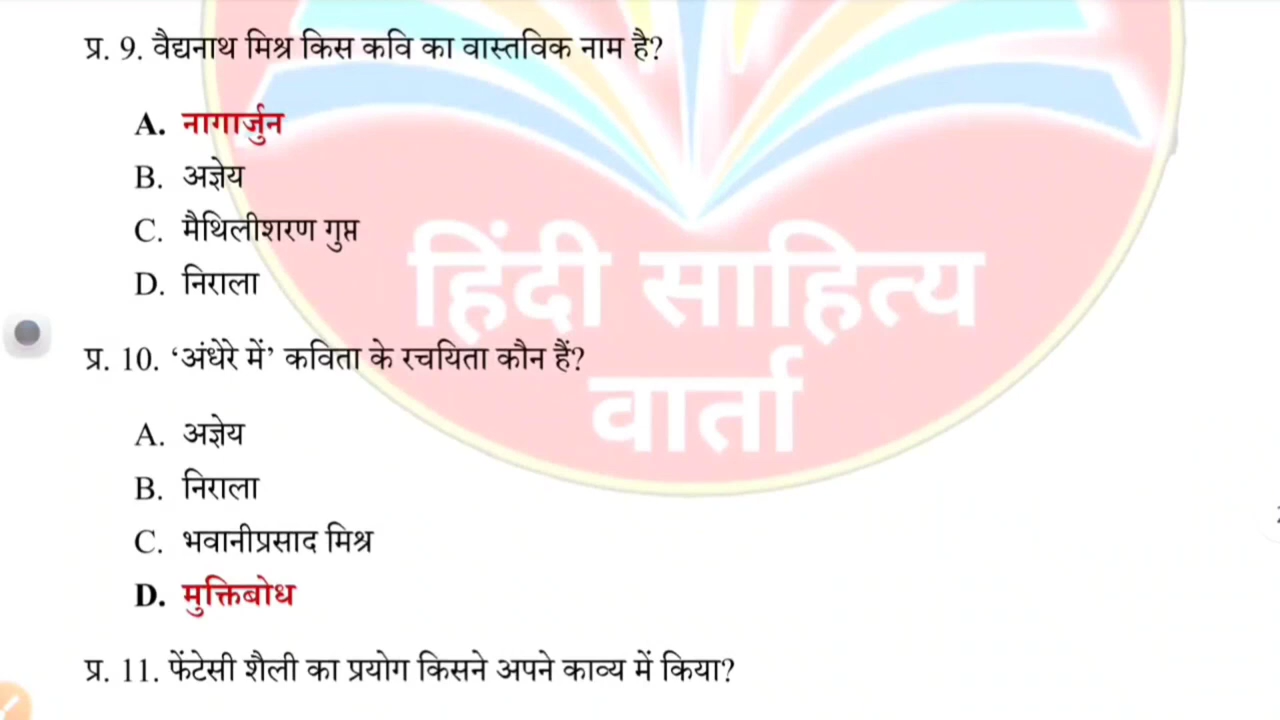 प्र. 9. वैद्यनाथ मिश्र किस कवि का वास्तविक नाम है?
A. नागार्जुन
B. अज्ञेय
C. मैथिलीशरण गुप्त
D. निराला
हिंदी साहित्य
वार्ता
प्र. 10. ‘अंधेरे में’ कविता के रचयिता कौन हैं?
A. अज्ञेय
B. निराला
C. भवानीप्रसाद मिश्र
D. मुक्तिबोध
प्र. 11. फेंटेसी शैली का प्रयोग किसने अपने काव्य में किया?